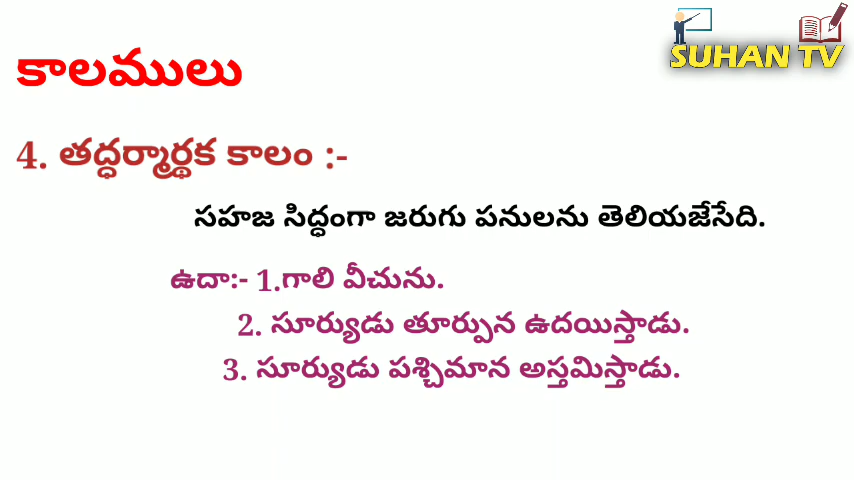 SUHAN TV
కాలములు
4. తద్ధర్మార్థక కాలం :-
సహజ సిద్ధంగా జరుగు పనులను తెలియజేసేది.
ఉదా:- 1.గాలి వీచును.
2. సూర్యుడు తూర్పున ఉదయిస్తాడు.
3. సూర్యుడు పశ్చిమాన అస్తమిస్తాడు.